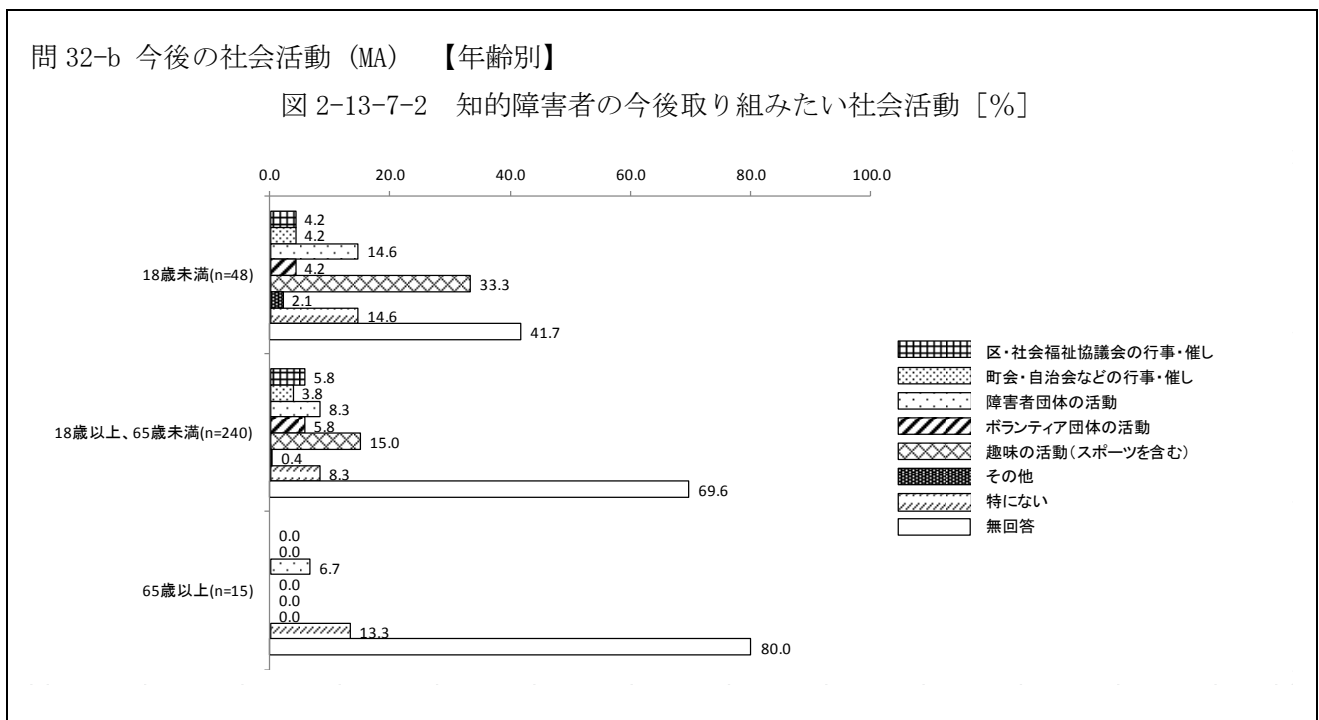 問 32-b 今後の社会活動 (MA) 【年齢別】
図 2-13-7-2 知的障害者の今後取り組みたい社会活動［%］
0.0 20.0 40.0 60.0 80.0 100.0
18歳未満(n=48)
4.2
4.2
14.6
4.2
33.3
2.1
14.6
41.7
18歳以上、65歳未満(n=240)
5.8
3.8
8.3
5.8
15.0
0.4
8.3
69.6
65歳以上(n=15)
0.0
0.0
6.7
0.0
0.0
0.0
13.3
80.0
区・社会福祉協議会の行事・催し
町会・自治会などの行事・催し
障害者団体の活動
ボランティア団体の活動
趣味の活動（スポーツを含む）
その他
特にない
無回答